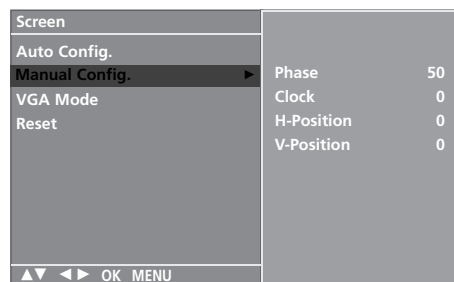 Screen
Auto Config.
Manual Config. ►
VGA Mode
Reset
▲▼ ◄► OK MENU
Phase 50
Clock 0
H-Position 0
V-Position 0